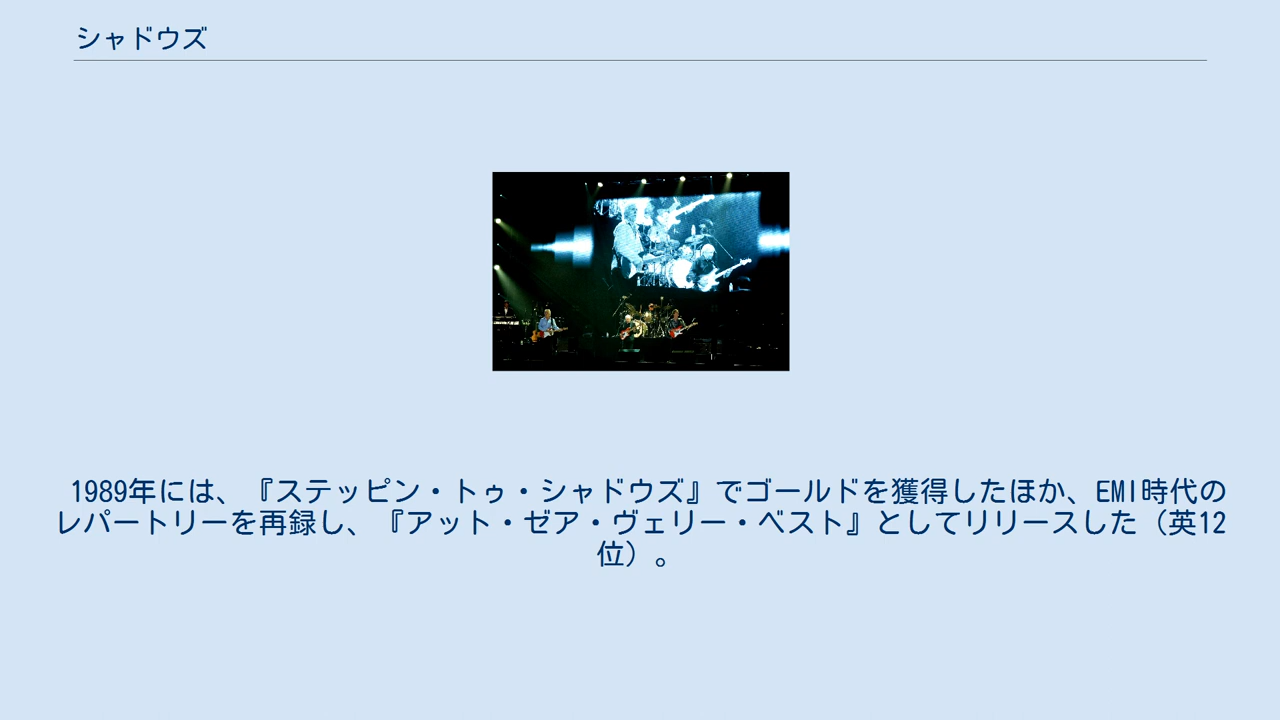 シャドウズ
1989年には、『ステッピン・トゥ・シャドウズ』でゴールドを獲得したほか、EMI時代の
レパートリーを再録し、『アット・ゼア・ヴェリー・ベスト』としてリリースした（英12
位）。